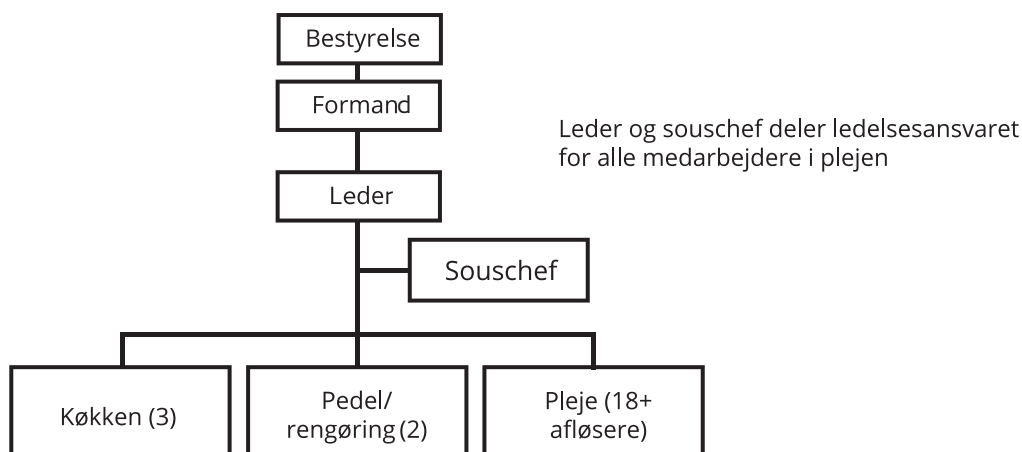 Bestyrelse
Formand
Leder og souschef deler ledelsesansvaret
for alle medarbejdere i plejen
Leder
Souschef
Køkken (3)
Pedel/
rengøring (2)
Pleje (18+
afløsere)